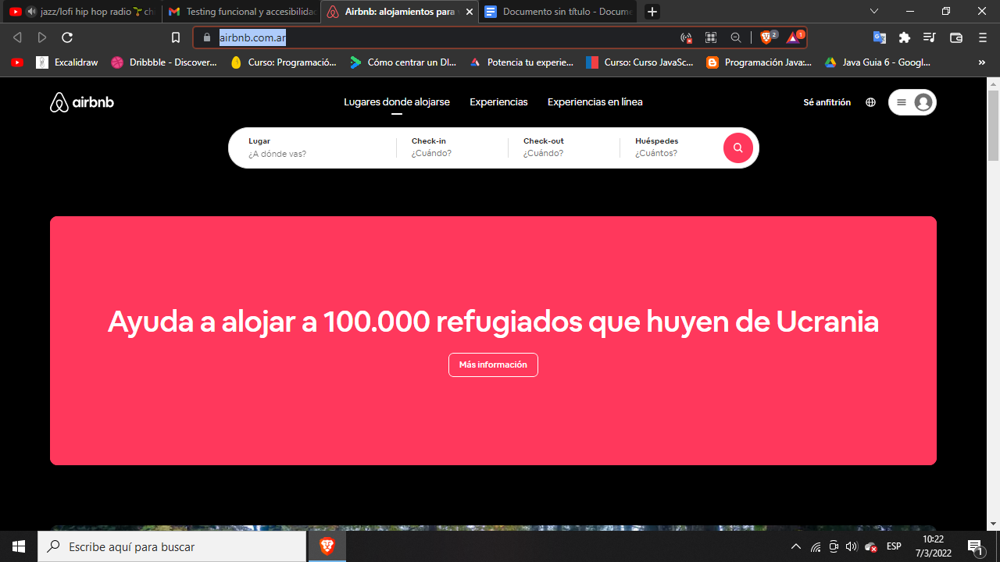 jazz/lofi hip hop radio🌱 ch
Testing funcional y accesibilidad
Airbnb: alojamientos para
Documento sin título - Docume
airbnb.com.ar
2
1
Excalidraw
Dribbble - Discover...
Curso: Programació...
Cómo centrar un DI...
Potencia tu experie...
Curso: Curso JavaSc...
Programación Java:...
Java Guia 6 - Googl...
»
airbnb
Lugares donde alojarse
Experiencias
Experiencias en línea
Sé anfitrión
Lugar
¿A dónde vas?
Check-in
¿Cuándo?
Check-out
¿Cuándo?
Huéspedes
¿Cuántos?
Ayuda a alojar a 100.000 refugiados que huyen de Ucrania
Más información
Escribe aquí para buscar
ESP
10:22
7/3/2022
1